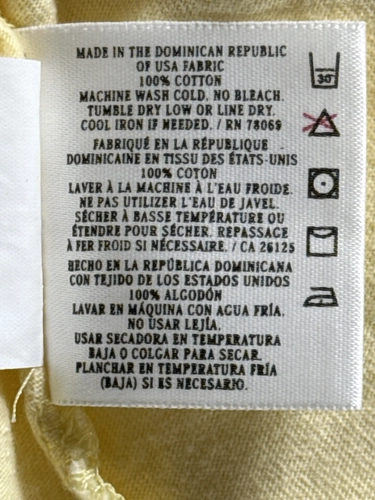 MADE IN THE DOMINICAN REPUBLIC
OF USA FABRIC
100% COTTON
MACHINE WASH COLD. NO BLEACH.
TUMBLE DRY LOW OR LINE DRY.
COOL IRON IF NEEDED. / RN 78069
FABRIQUÉ EN LA RÉPUBLIQUE
DOMINICAINE EN TISSU DES ÉTATS-UNIS
100% COTON
LAVER À LA MACHINE À L'EAU FROIDE.
NE PAS UTILIZER L'EAU DE JAVEL.
SÉCHER À BASSE TEMPÉRATURE OU
ÉTENDRE POUR SÉCHER. REPASSAGE
À FER FROID SI NÉCESSAIRE. / CA 26125
HECHO EN LA REPÚBLICA DOMINICANA
CON TEJIDO DE LOS ESTADOS UNIDOS
100% ALGODÓN
LAVAR EN MÁQUINA CON AGUA FRÍA.
NO USAR LEJÍA.
USAR SECADORA EN TEMPERATURA
BAJA O COLGAR PARA SECAR.
PLANCHAR EN TEMPERATURA FRÍA
(BAJA) SI ES NECESARIO.
30